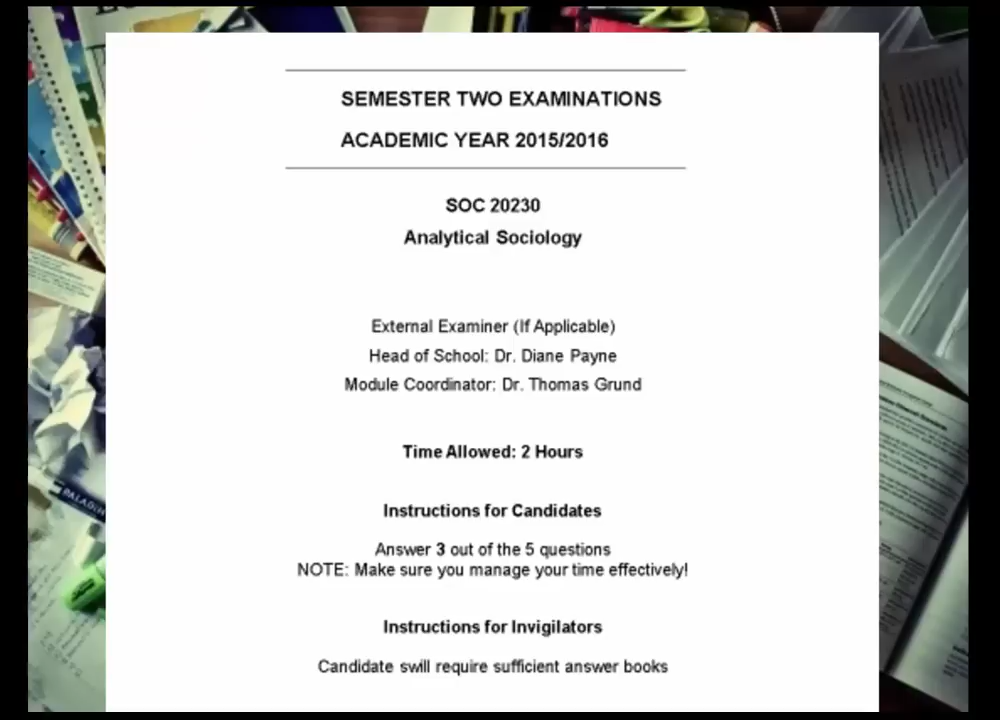 SEMESTER TWO EXAMINATIONS
ACADEMIC YEAR 2015/2016
SOC 20230
Analytical Sociology
External Examiner (If Applicable)
Head of School: Dr. Diane Payne
Module Coordinator: Dr. Thomas Grund
Time Allowed: 2 Hours
Instructions for Candidates
Answer 3 out of the 5 questions
NOTE: Make sure you manage your time effectively!
Instructions for Invigilators
Candidate swill require sufficient answer books
PALADIN